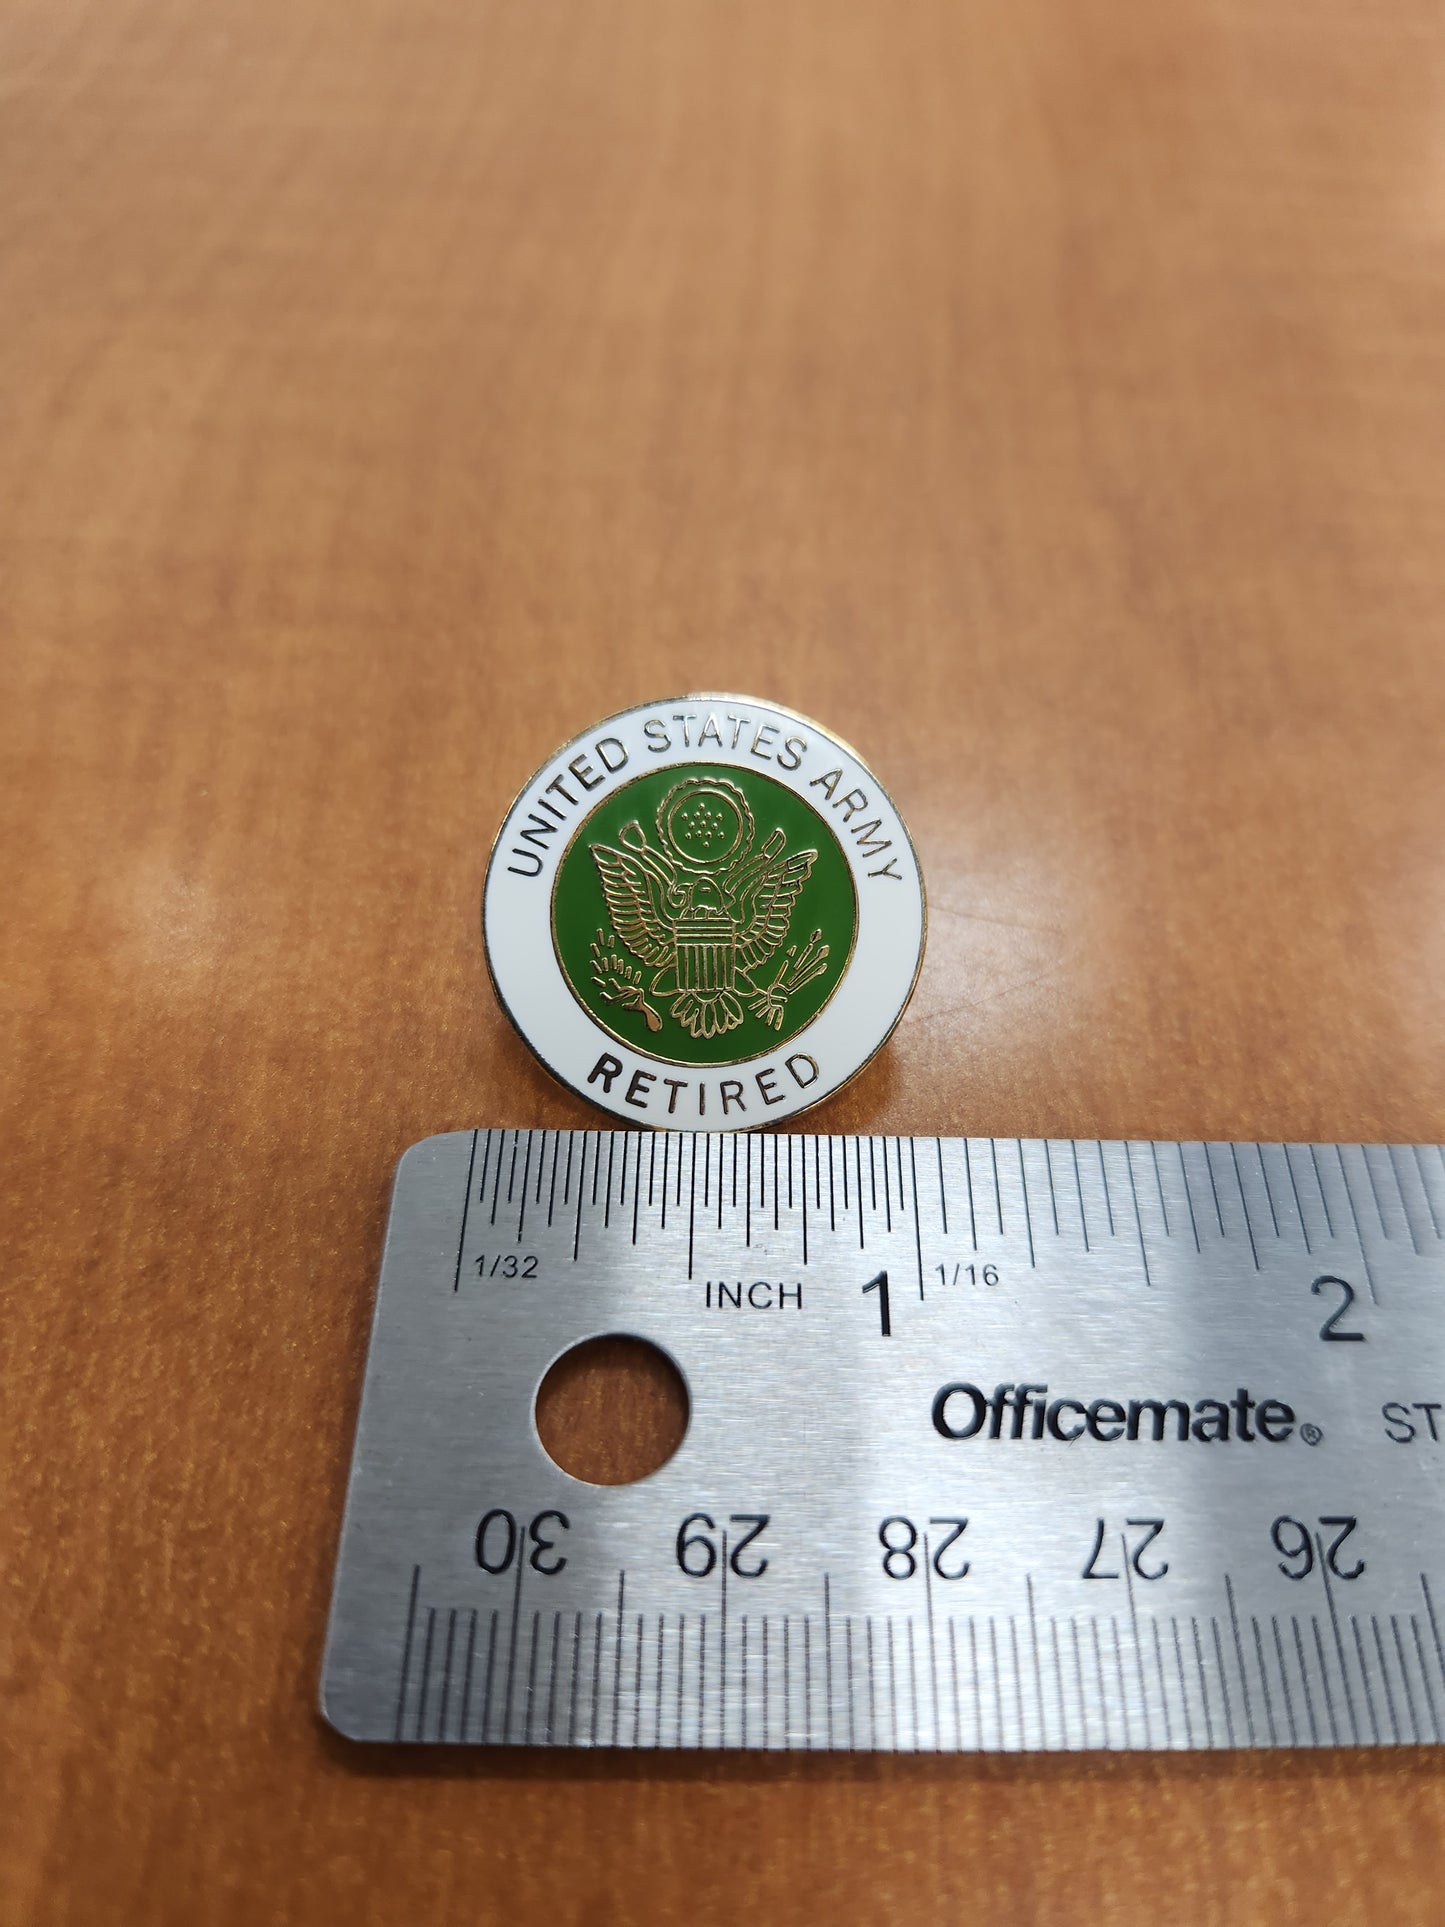 UNITED STATES ARMY
RETIRED
1/32
INCH
1
1/16
2
Officemate® ST
30 29 28 27 26